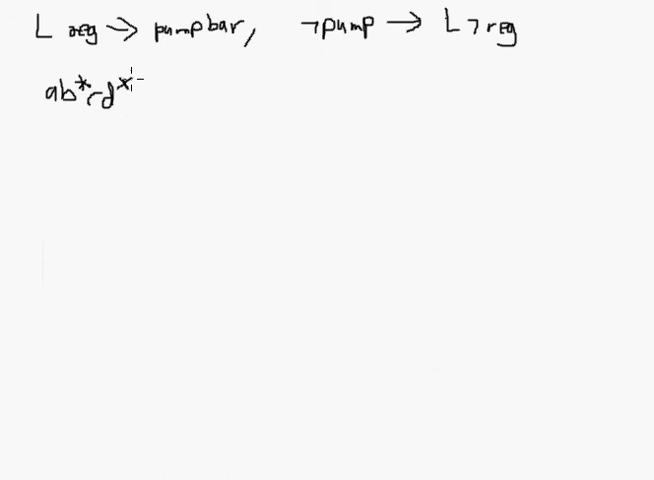 L reg → pumpbar, ¬pump → L ¬reg
ab*cd*